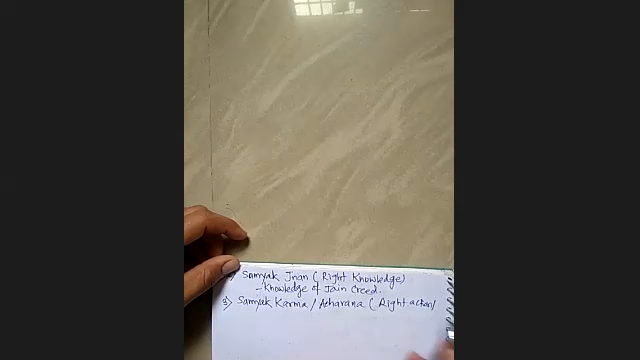 ) Samyak Jnan ( Right Knowledge)
- Knowledge of Jain Creed.
3) Samyak Karma / Acharana ( Right action/